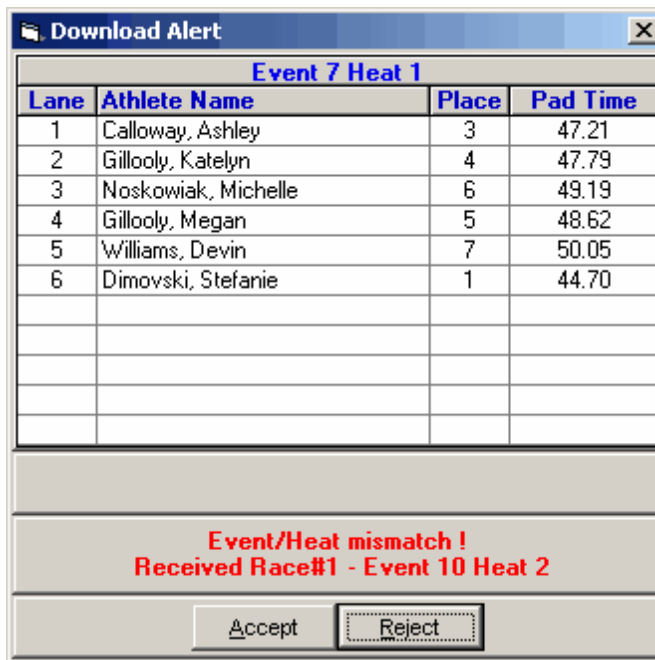 Download Alert
Event 7 Heat 1
Lane Athlete Name Place Pad Time
1 Calloway, Ashley 3 47.21
2 Gillooly, Katelyn 4 47.79
3 Noskowiak, Michelle 6 49.19
4 Gillooly, Megan 5 48.62
5 Williams, Devin 7 50.05
6 Dimovski, Stefanie 1 44.70
Event/Heat mismatch !
Received Race#1 - Event 10 Heat 2
Accept Reject